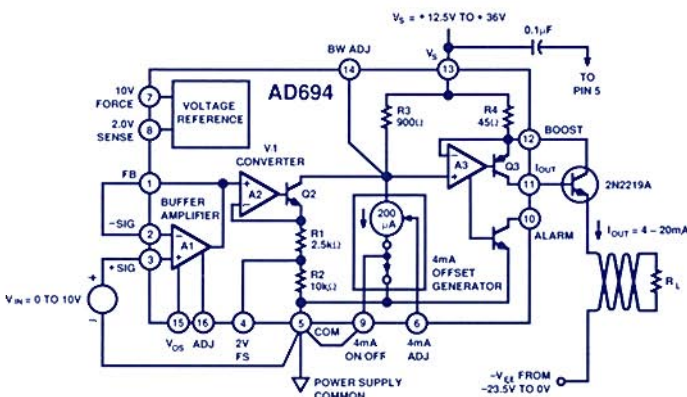 V_S = +12.5V TO +36V
0.1µF
BW ADJ
V_S
TO
PIN 5
14
13
10V
FORCE
7
VOLTAGE
REFERENCE
AD694
R3
900Ω
R4
45Ω
2.0V
SENSE
8
BOOST
12
V1
CONVERTER
Q3
FB
1
A2
Q2
A3
I_OUT
11
2N2219A
BUFFER
AMPLIFIER
200
µA
10
ALARM
–SIG
2
R1
2.5kΩ
I_OUT = 4 – 20mA
+SIG
3
A1
4mA
OFFSET
GENERATOR
R2
10kΩ
R_L
V_IN = 0 TO 10V
15
16
4
5
COM
9
6
V_OS
ADJ
2V
FS
4mA
ON OFF
4mA
ADJ
–V_EE FROM
–23.5V TO 0V
POWER SUPPLY
COMMON